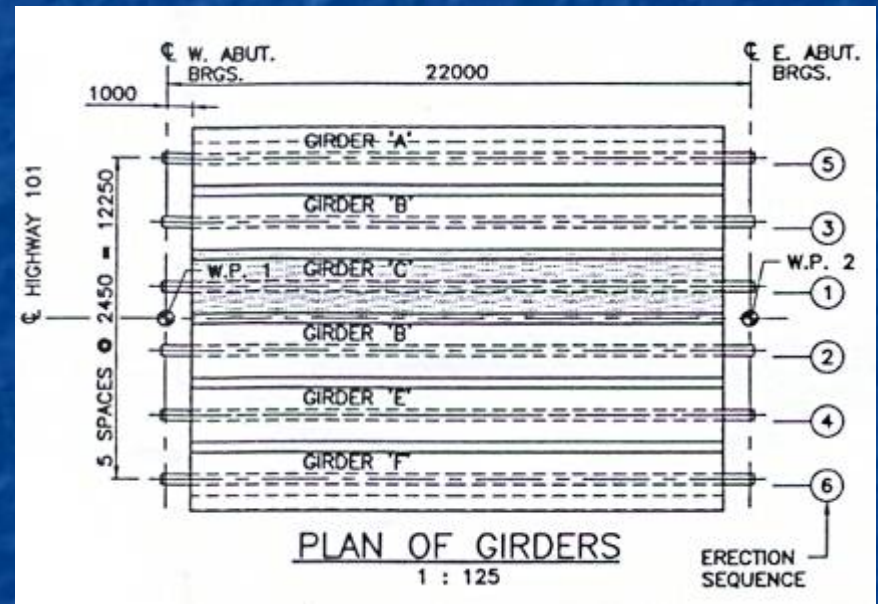 ℄ W. ABUT.
BRGS.
22000
℄ E. ABUT.
BRGS.
1000
GIRDER 'A'
5
GIRDER 'B'
3
℄ HIGHWAY 101
5 SPACES @ 2450 = 12250
W.P. 1
GIRDER 'C'
W.P. 2
1
GIRDER 'B'
2
GIRDER 'E'
4
GIRDER 'F'
6
PLAN OF GIRDERS
1 : 125
ERECTION
SEQUENCE